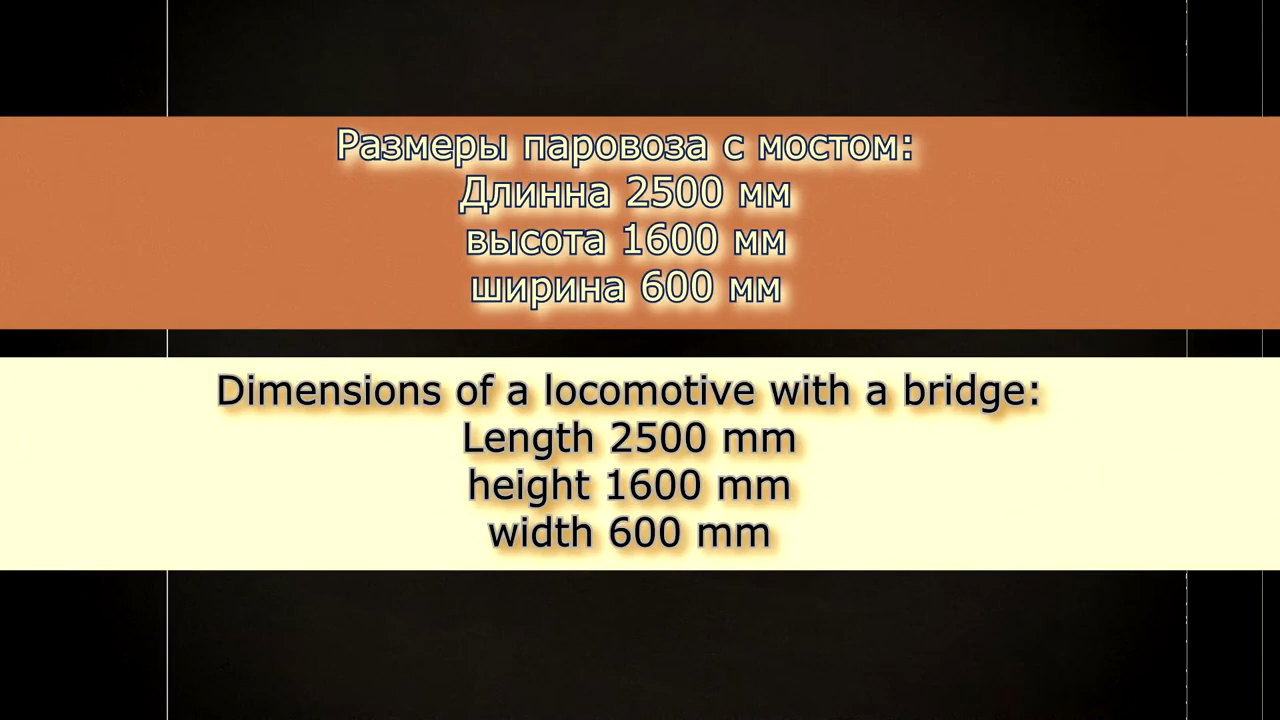 Размеры паровоза с мостом:
Длинна 2500 мм
высота 1600 мм
ширина 600 мм
Dimensions of a locomotive with a bridge:
Length 2500 mm
height 1600 mm
width 600 mm